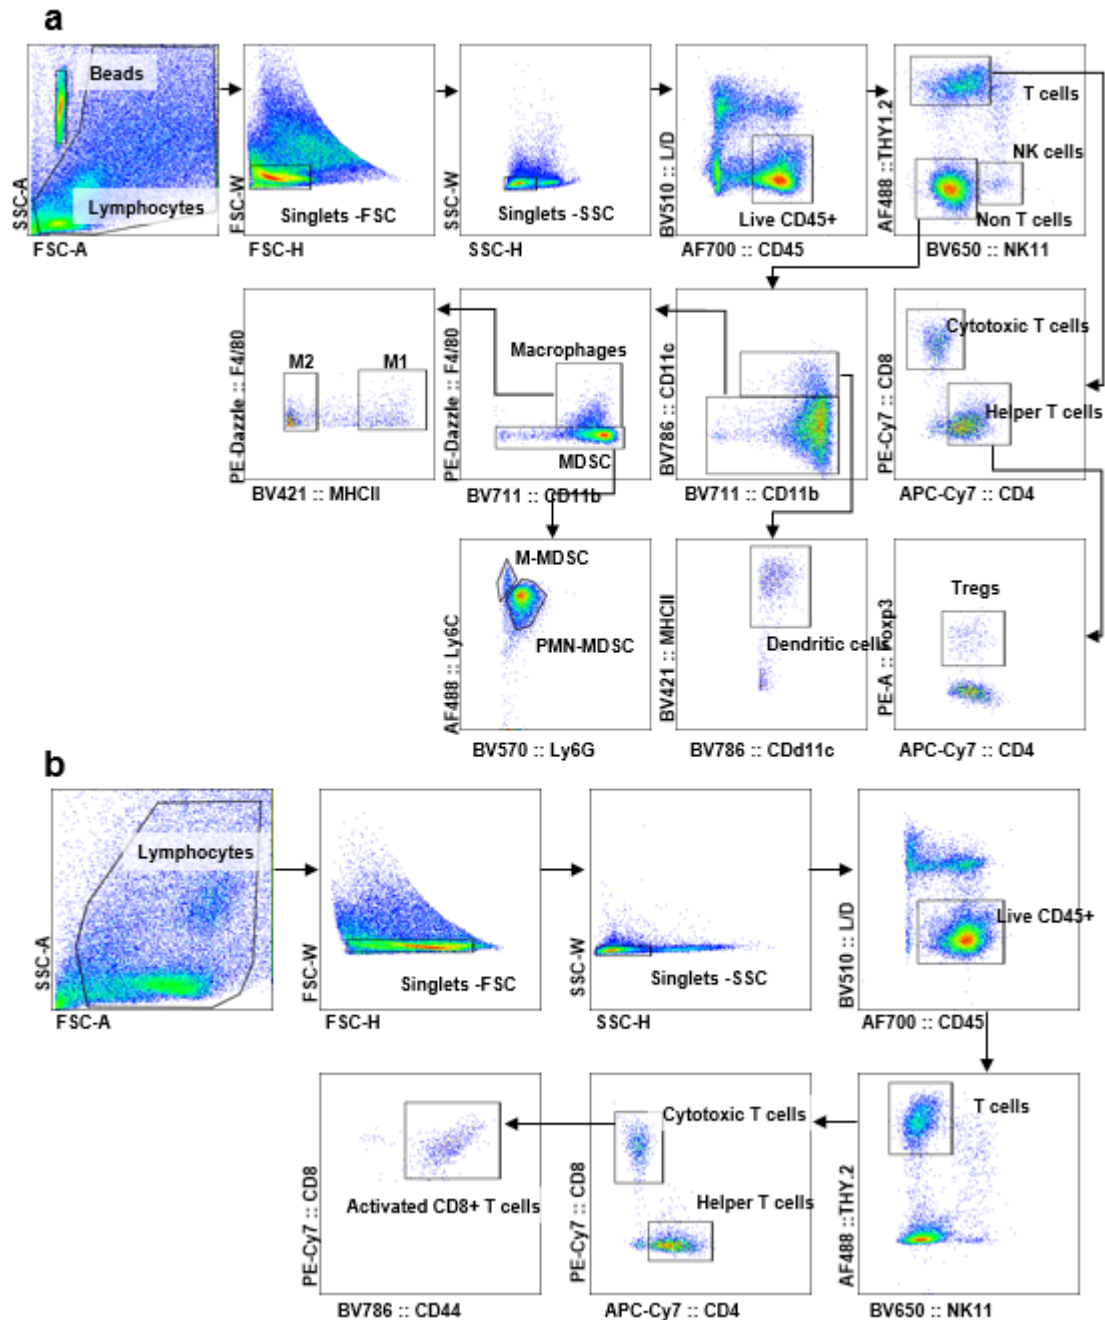 a
Beads
Lymphocytes
SSC-A
FSC-A
Singlets -FSC
FSC-W
FSC-H
Singlets -SSC
SSC-W
SSC-H
Live CD45+
BV510 :: L/D
AF700 :: CD45
T cells
NK cells
Non T cells
AF488 ::THY1.2
BV650 :: NK11
M2
M1
PE-Dazzle :: F4/80
BV421 :: MHCII
Macrophages
MDSC
PE-Dazzle :: F4/80
BV711 :: CD11b
BV786 :: CD11c
BV711 :: CD11b
Cytotoxic T cells
Helper T cells
PE-Cy7 :: CD8
APC-Cy7 :: CD4
M-MDSC
PMN-MDSC
AF488 :: Ly6C
BV570 :: Ly6G
Dendritic cells
BV421 :: MHCII
BV786 :: CDd11c
Tregs
PE-A :: Foxp3
APC-Cy7 :: CD4
b
Lymphocytes
SSC-A
FSC-A
Singlets -FSC
FSC-W
FSC-H
Singlets -SSC
SSC-W
SSC-H
Live CD45+
BV510 :: L/D
AF700 :: CD45
Activated CD8+ T cells
PE-Cy7 :: CD8
BV786 :: CD44
Cytotoxic T cells
Helper T cells
PE-Cy7 :: CD8
APC-Cy7 :: CD4
T cells
AF488 ::THY.2
BV650 :: NK11